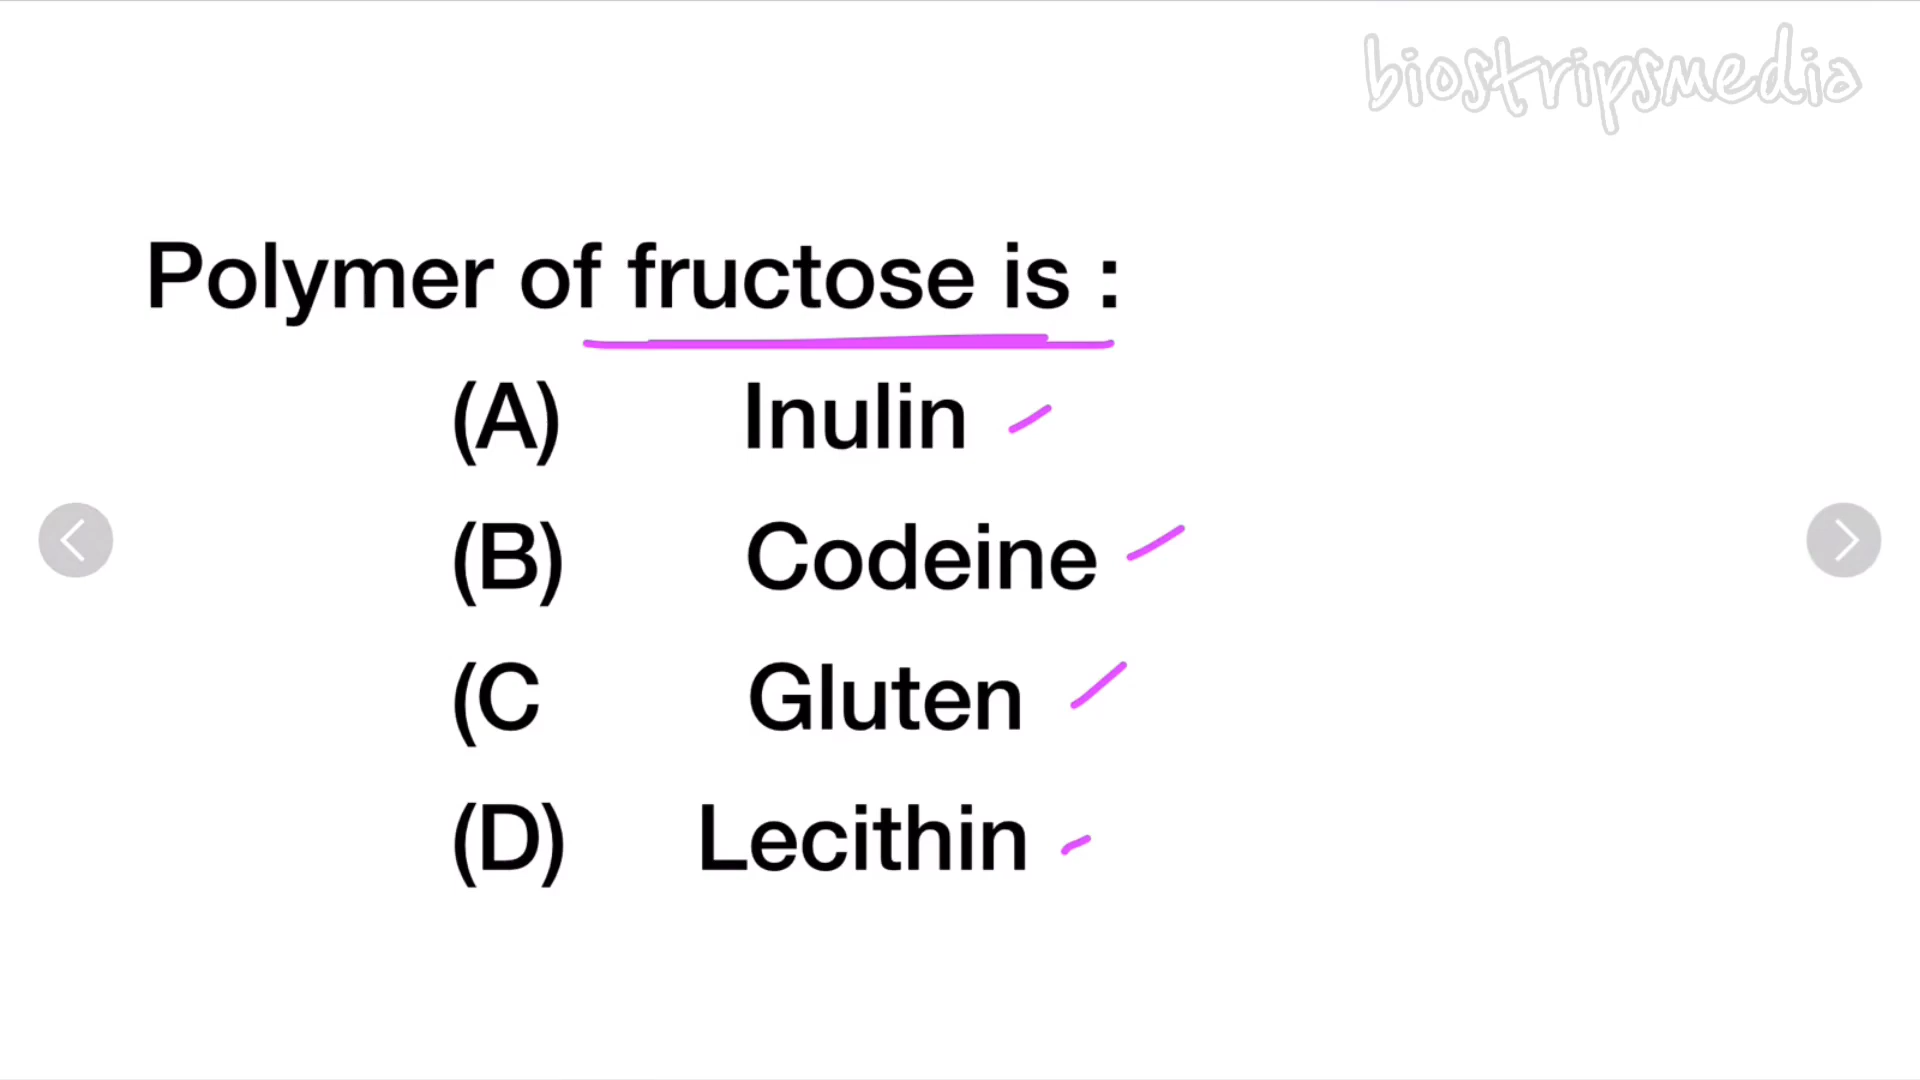 biostripsmedia
Polymer of fructose is :
(A) Inulin
(B) Codeine
(C Gluten
(D) Lecithin